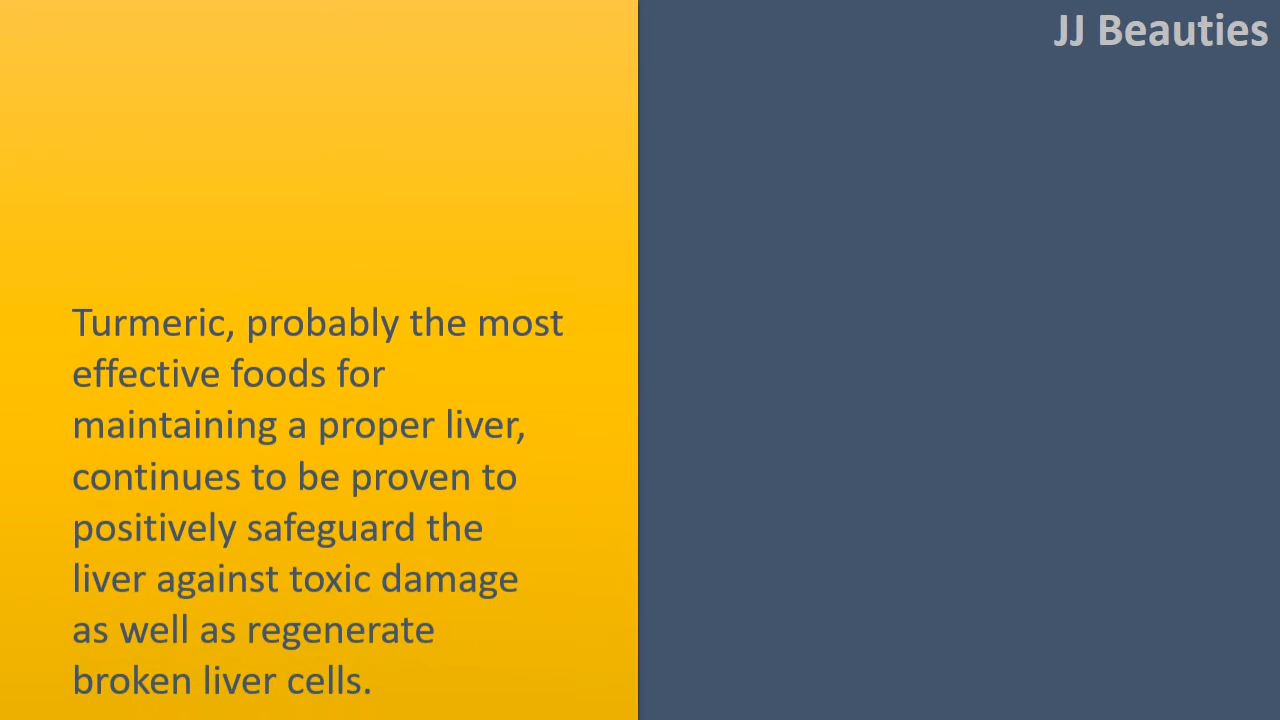 JJ Beauties
Turmeric, probably the most
effective foods for
maintaining a proper liver,
continues to be proven to
positively safeguard the
liver against toxic damage
as well as regenerate
broken liver cells.